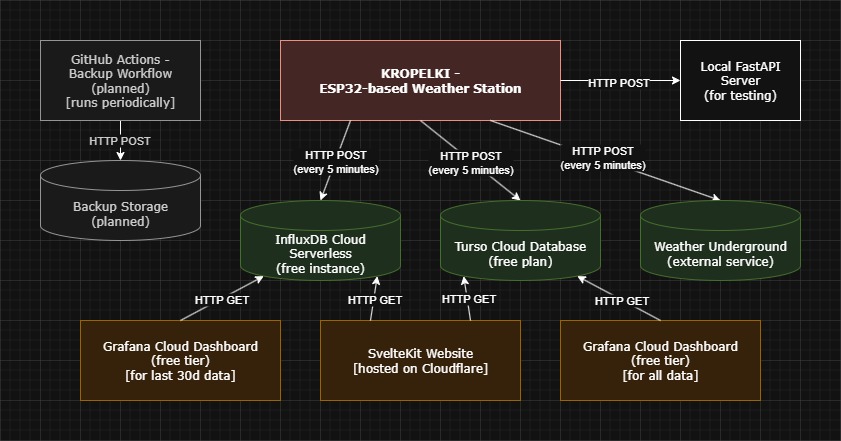 GitHub Actions -
Backup Workflow
(planned)
[runs periodically]
KROPELKI -
ESP32-based Weather Station
HTTP POST
Local FastAPI
Server
(for testing)
HTTP POST
HTTP POST
(every 5 minutes)
HTTP POST
(every 5 minutes)
HTTP POST
(every 5 minutes)
Backup Storage
(planned)
InfluxDB Cloud
Serverless
(free instance)
Turso Cloud Database
(free plan)
Weather Underground
(external service)
HTTP GET
HTTP GET
HTTP GET
HTTP GET
Grafana Cloud Dashboard
(free tier)
[for last 30d data]
SvelteKit Website
[hosted on Cloudflare]
Grafana Cloud Dashboard
(free tier)
[for all data]